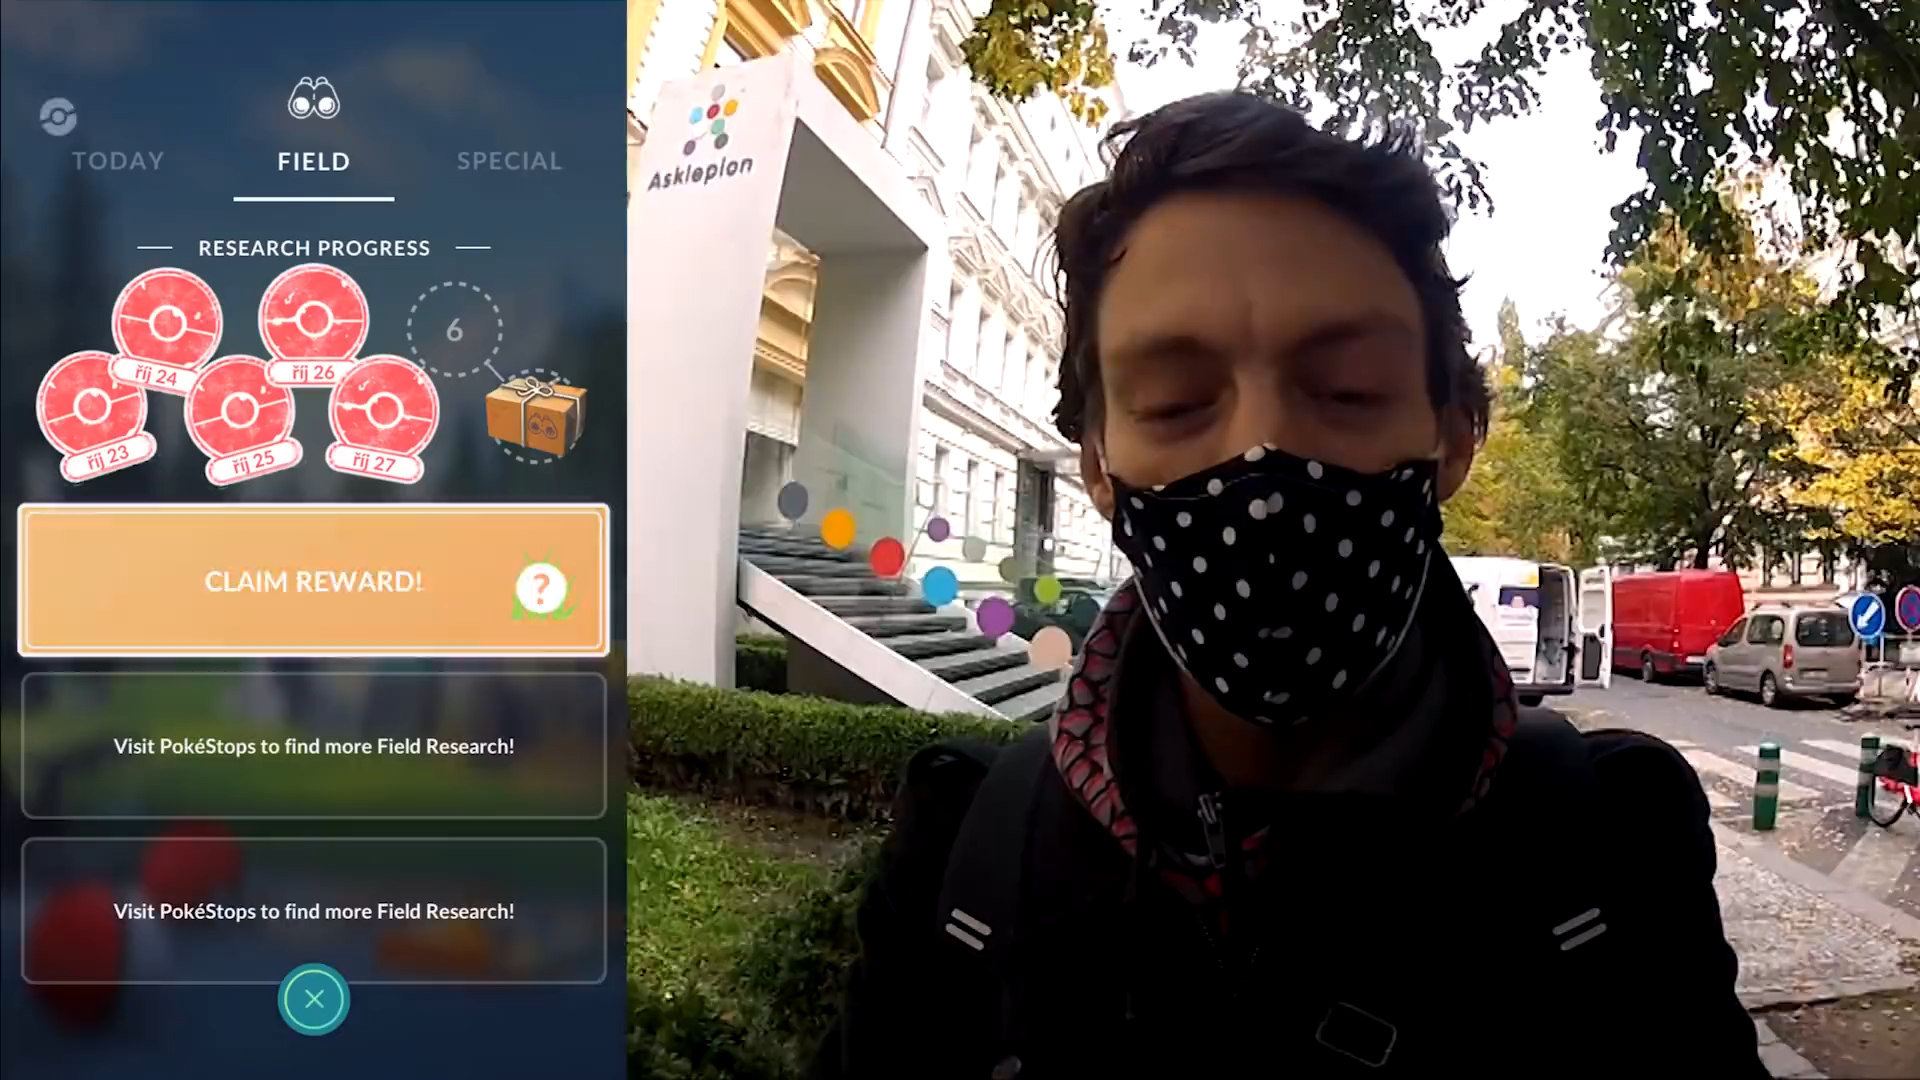 TODAY
FIELD
SPECIAL
RESEARCH PROGRESS
6
říj 24
říj 26
říj 23
říj 25
říj 27
CLAIM REWARD!
?
Visit PokéStops to find more Field Research!
Visit PokéStops to find more Field Research!
Asklepion